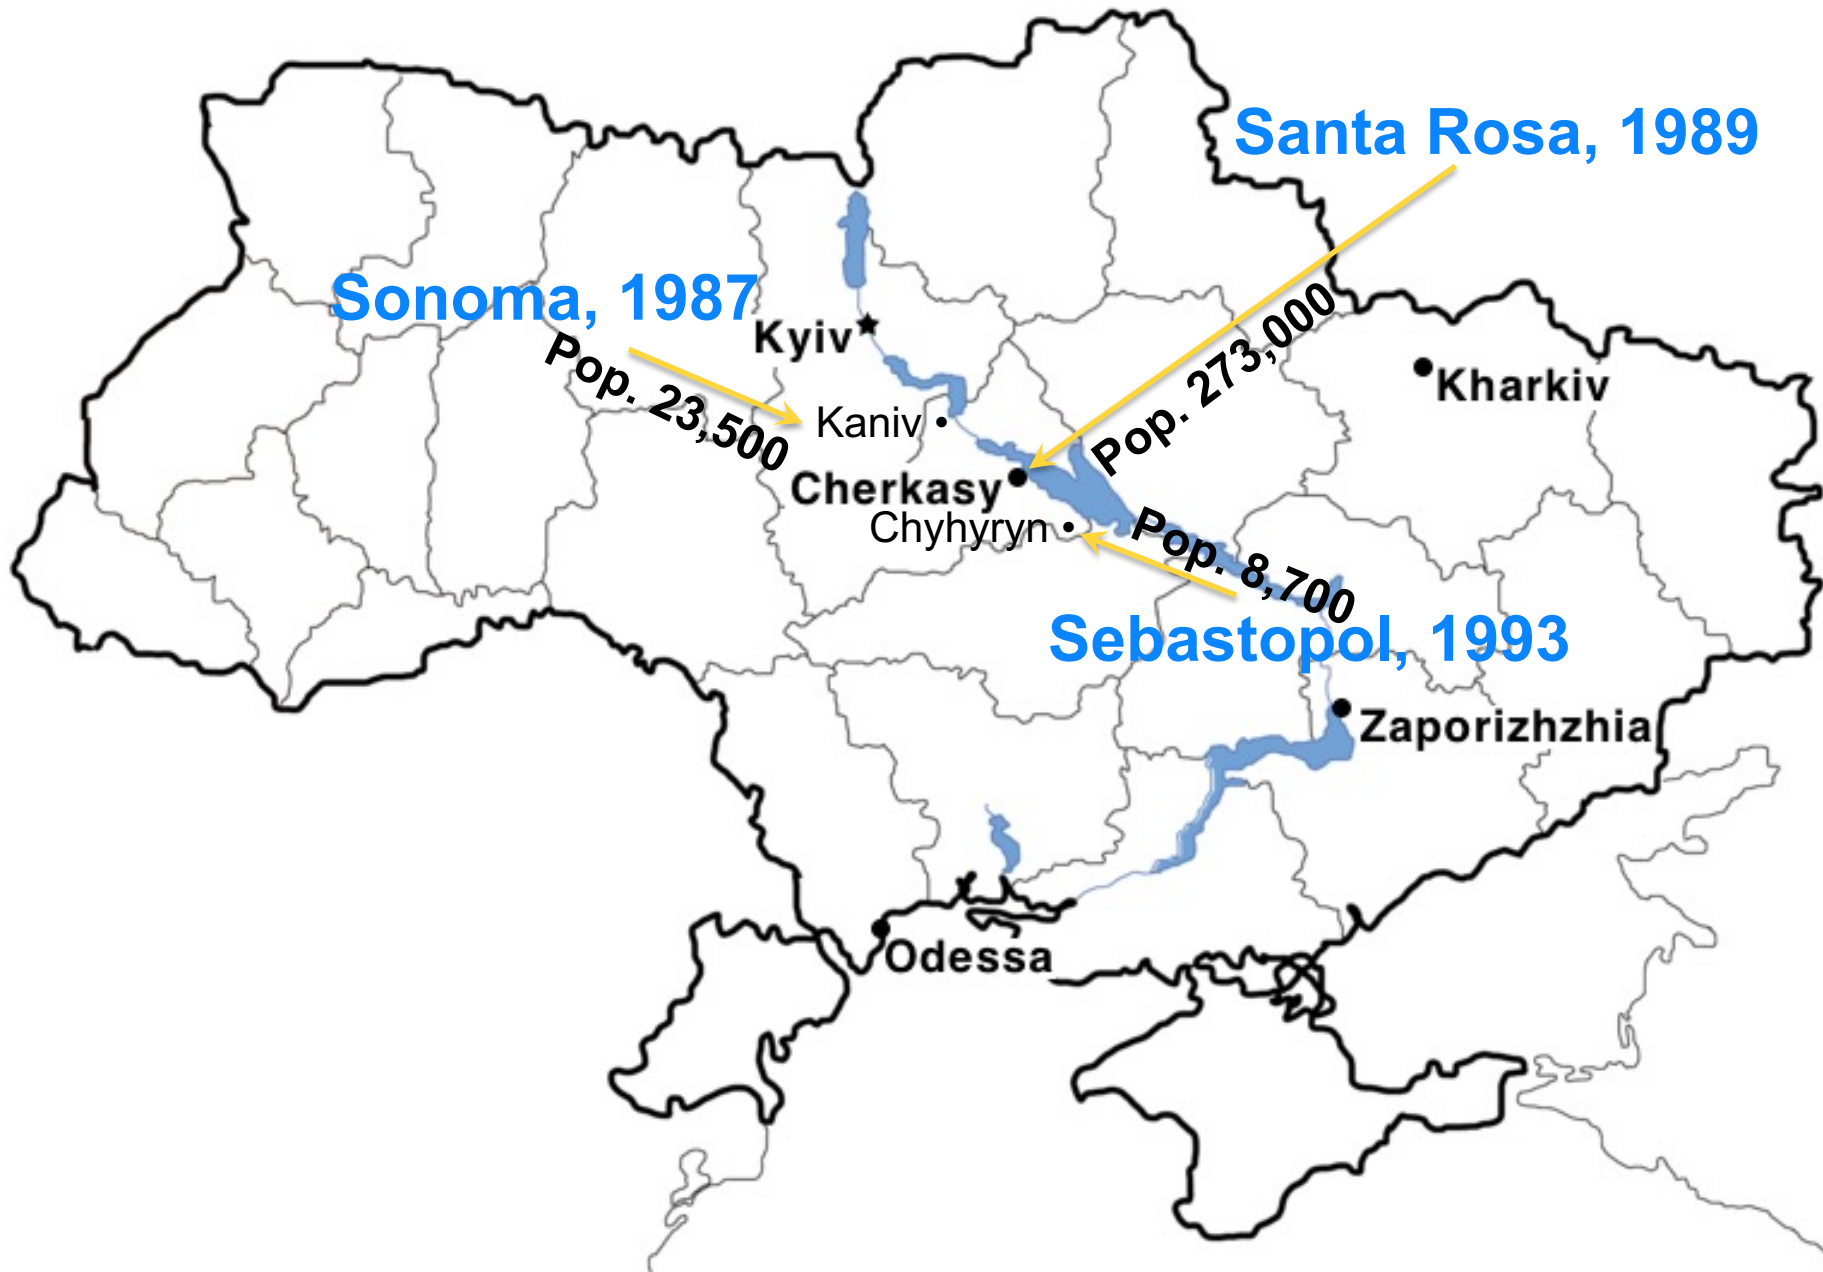 Santa Rosa, 1989
Sonoma, 1987
Pop. 273,000
Kyiv
Pop. 23,500
Kharkiv
Kaniv
Cherkasy
Chyhyryn
Pop. 8,700
Sebastopol, 1993
Zaporizhzhia
Odessa